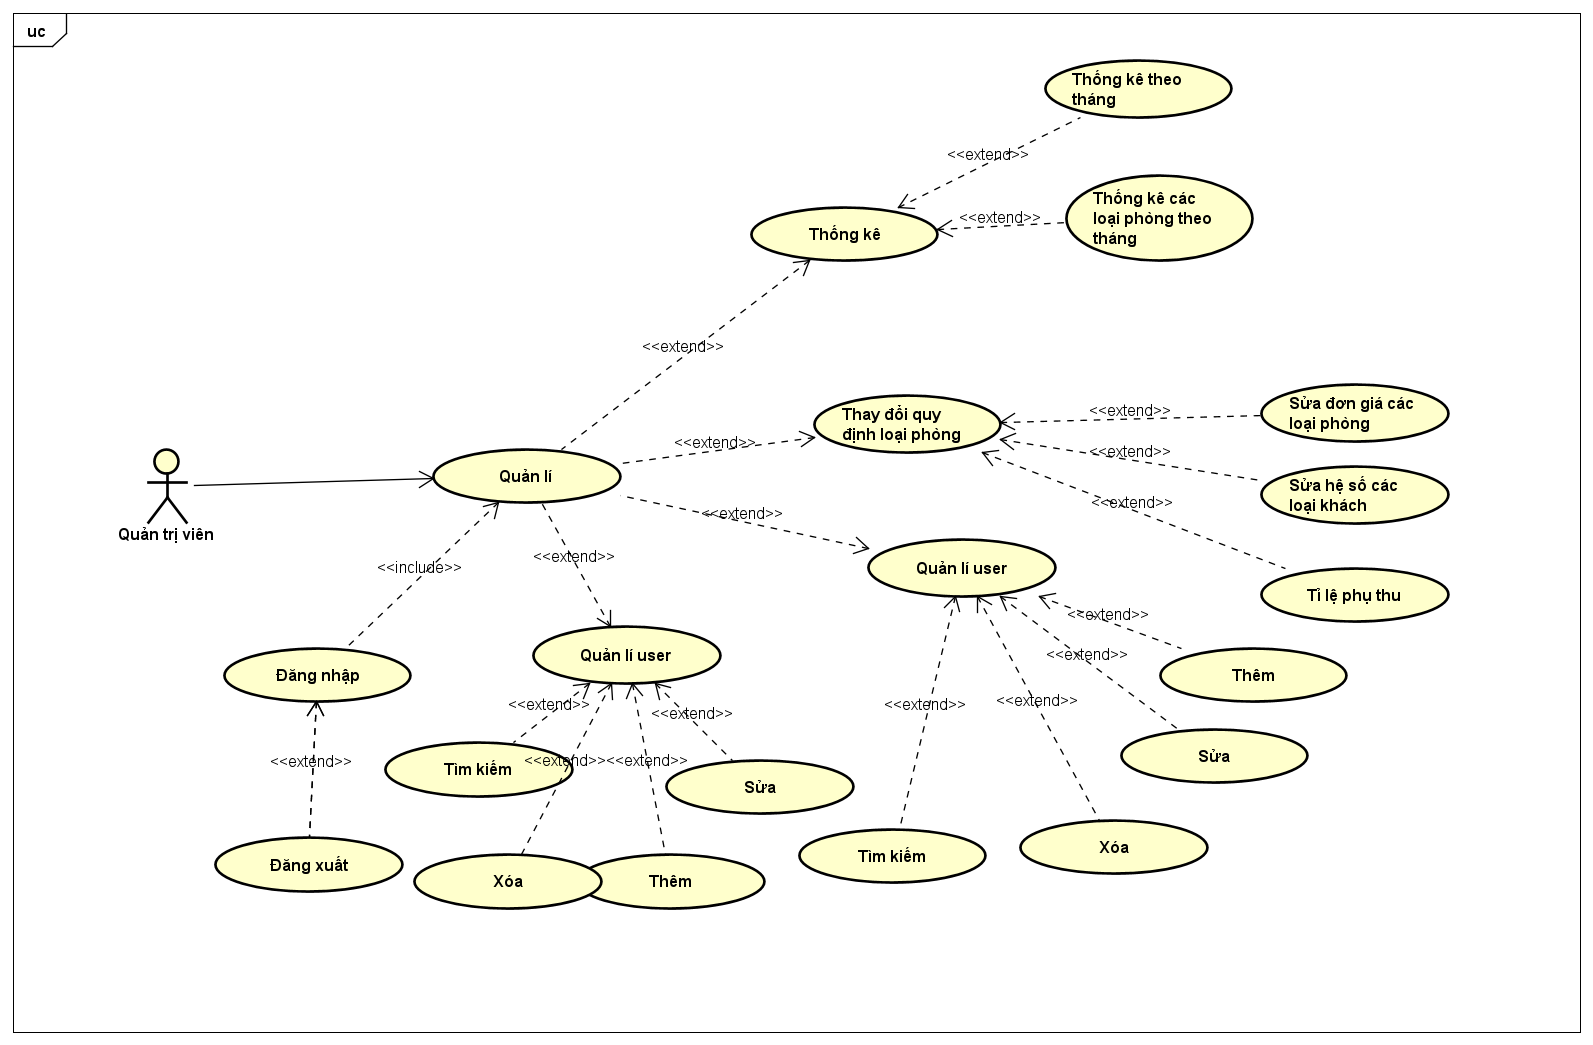 uc
Thống kê theo
tháng
<<extend>>
Thống kê các
loại phòng theo
tháng
<<extend>>
Thống kê
<<extend>>
Thay đổi quy
định loại phòng
<<extend>>
Sửa đơn giá các
loại phòng
<<extend>>
<<extend>>
Sửa hệ số các
loại khách
<<extend>>
Tỉ lệ phụ thu
Quản lí
Quản trị viên
<<extend>>
<<include>>
<<extend>>
Quản lí user
<<extend>>
Thêm
<<extend>>
Sửa
<<extend>>
<<extend>>
Tìm kiếm
Xóa
Đăng nhập
Quản lí user
<<extend>>
<<extend>>
<<extend>>
Tìm kiếm
<<extend>>
<<extend>>
Sửa
Đăng xuất
Xóa
Thêm